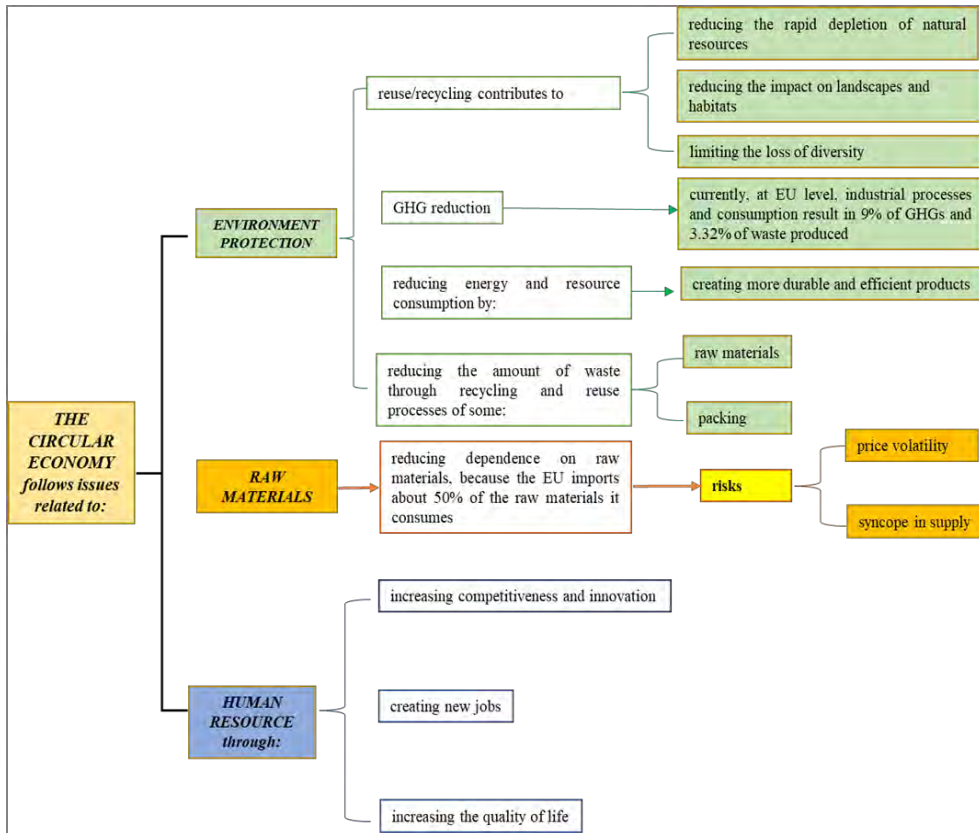 THE
CIRCULAR
ECONOMY
follows issues
related to:
ENVIRONMENT
PROTECTION
reuse/recycling contributes to
reducing the rapid depletion of natural
resources
reducing the impact on landscapes and
habitats
limiting the loss of diversity
GHG reduction
currently, at EU level, industrial processes
and consumption result in 9% of GHGs and
3.32% of waste produced
reducing energy and resource
consumption by:
creating more durable and efficient products
reducing the amount of waste
through recycling and reuse
processes of some:
raw materials
packing
RAW
MATERIALS
reducing dependence on raw
materials, because the EU imports
about 50% of the raw materials it
consumes
risks
price volatility
syncope in supply
HUMAN
RESOURCE
through:
increasing competitiveness and innovation
creating new jobs
increasing the quality of life